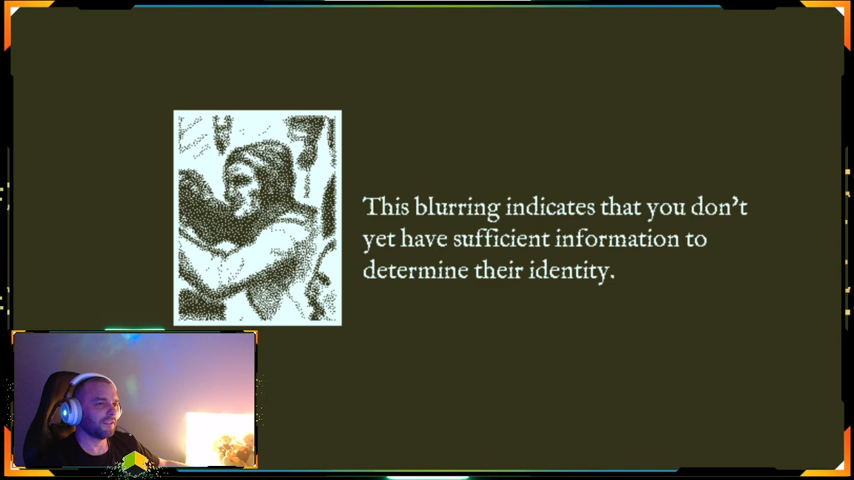 This blurring indicates that you don't
yet have sufficient information to
determine their identity.